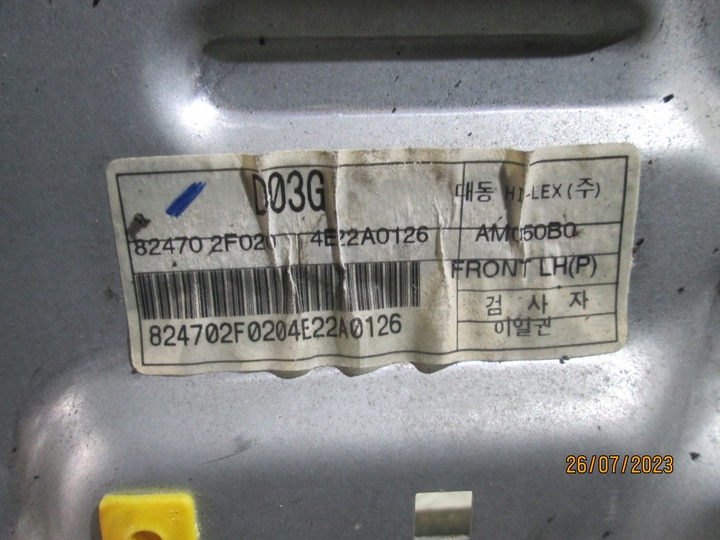 D03G
대동 HI-LEX(주)
82470 2F020 4E22A0126
AM050B0
FRONT LH(P)
824702F0204E22A0126
검 사 자
이일권
26/07/2023